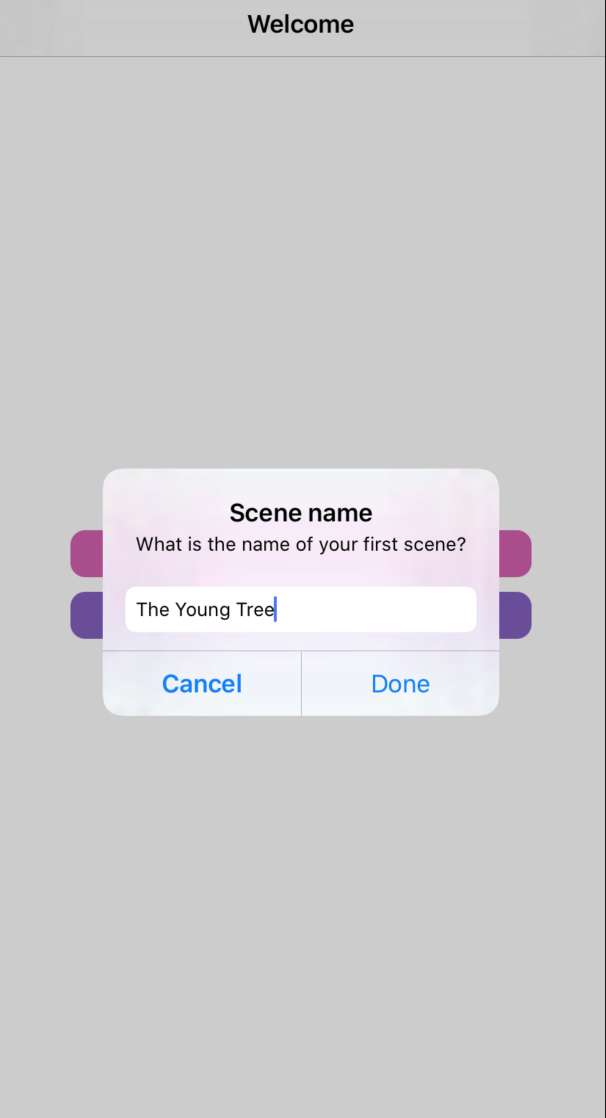 Welcome
Scene name
What is the name of your first scene?
The Young Tree
Cancel
Done